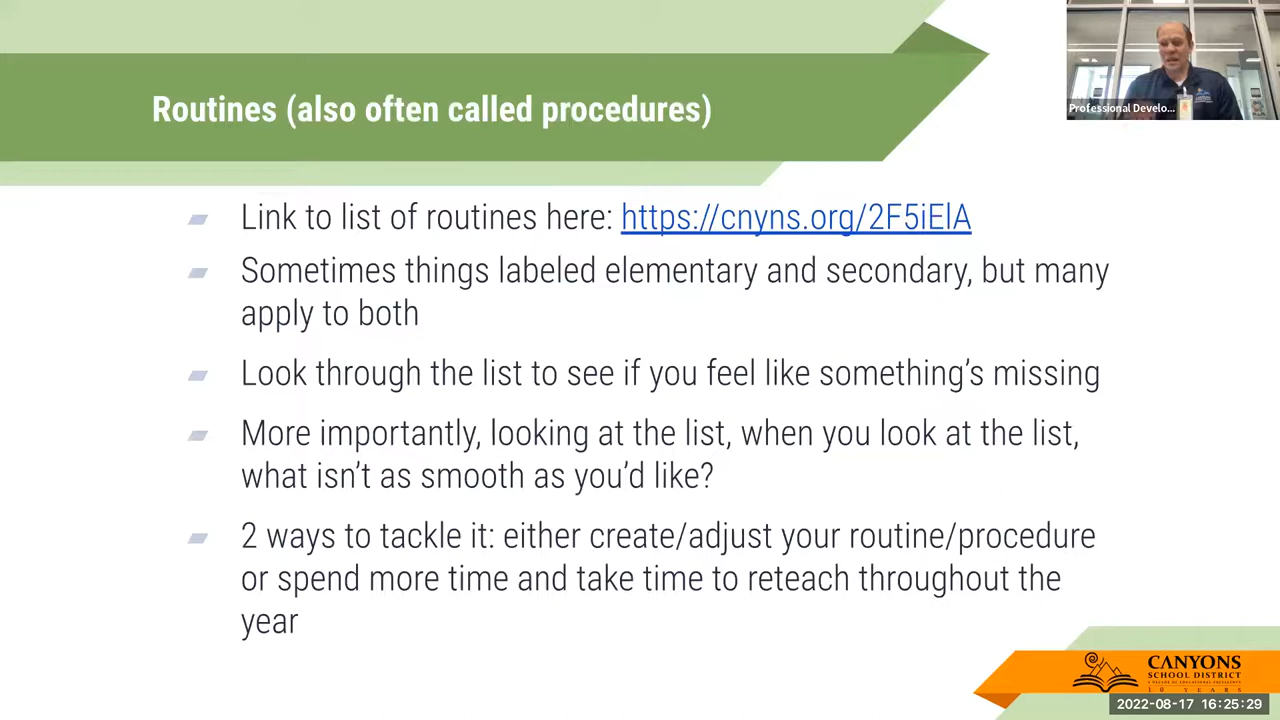 Routines (also often called procedures)
Professional Develo...
Link to list of routines here: https://cnyns.org/2F5iElA
Sometimes things labeled elementary and secondary, but many
apply to both
Look through the list to see if you feel like something's missing
More importantly, looking at the list, when you look at the list,
what isn't as smooth as you'd like?
2 ways to tackle it: either create/adjust your routine/procedure
or spend more time and take time to reteach throughout the
year
CANYONS
SCHOOL DISTRICT
10 YEARS
2022-08-17 16:25:29